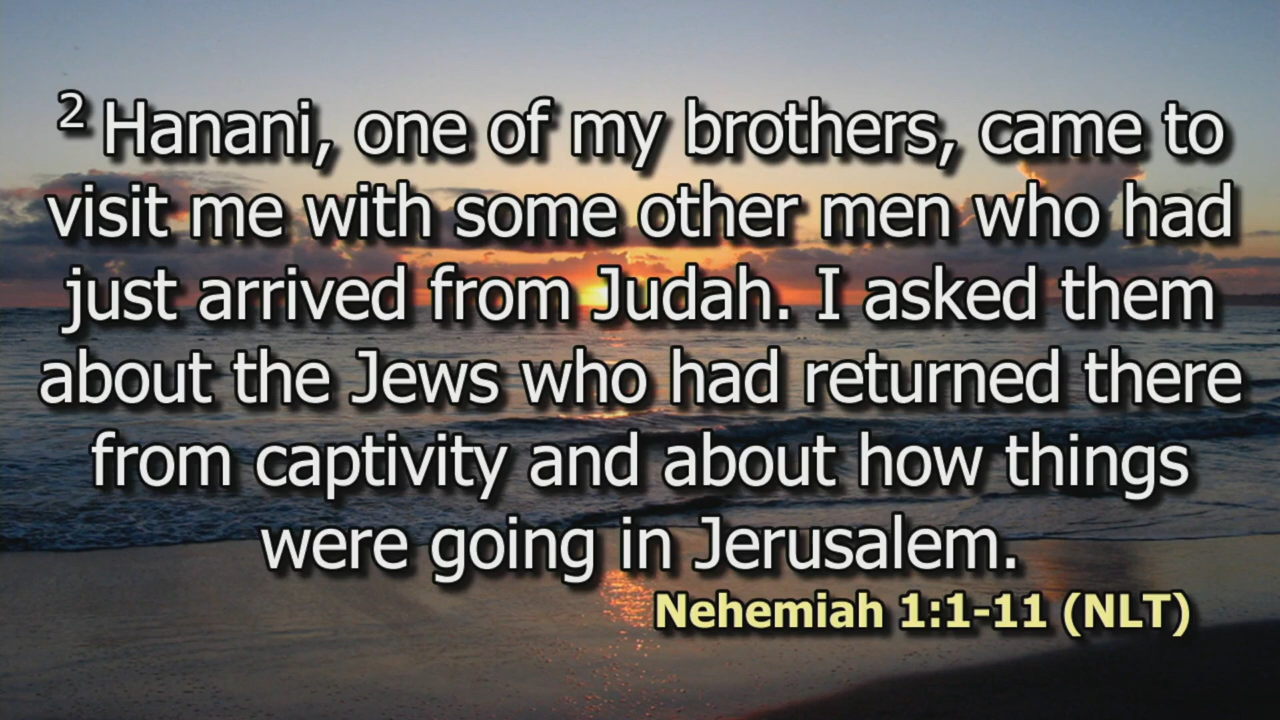 2 Hanani, one of my brothers, came to
visit me with some other men who had
just arrived from Judah. I asked them
about the Jews who had returned there
from captivity and about how things
were going in Jerusalem.
Nehemiah 1:1-11 (NLT)